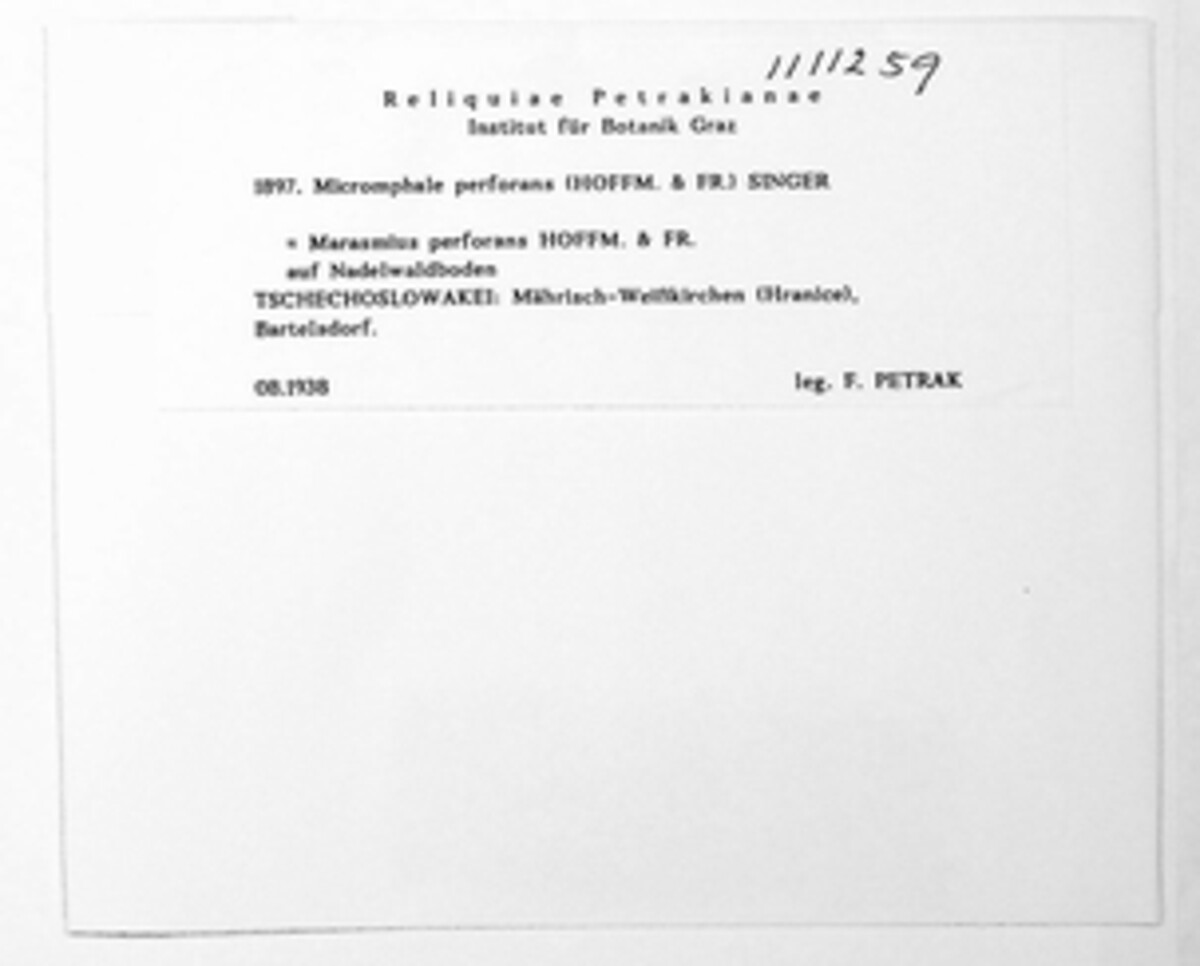 1111259
Reliquiae Petrakianae
Institut für Botanik Graz
1897. Micromphale perforans (HOFFM. & FR.) SINGER
= Marasmius perforans HOFFM. & FR.
auf Nadelwaldboden
TSCHECHOSLOWAKEI: Mährisch-Weißkirchen (Hranice),
Bartelsdorf.
08.1938 leg. F. PETRAK